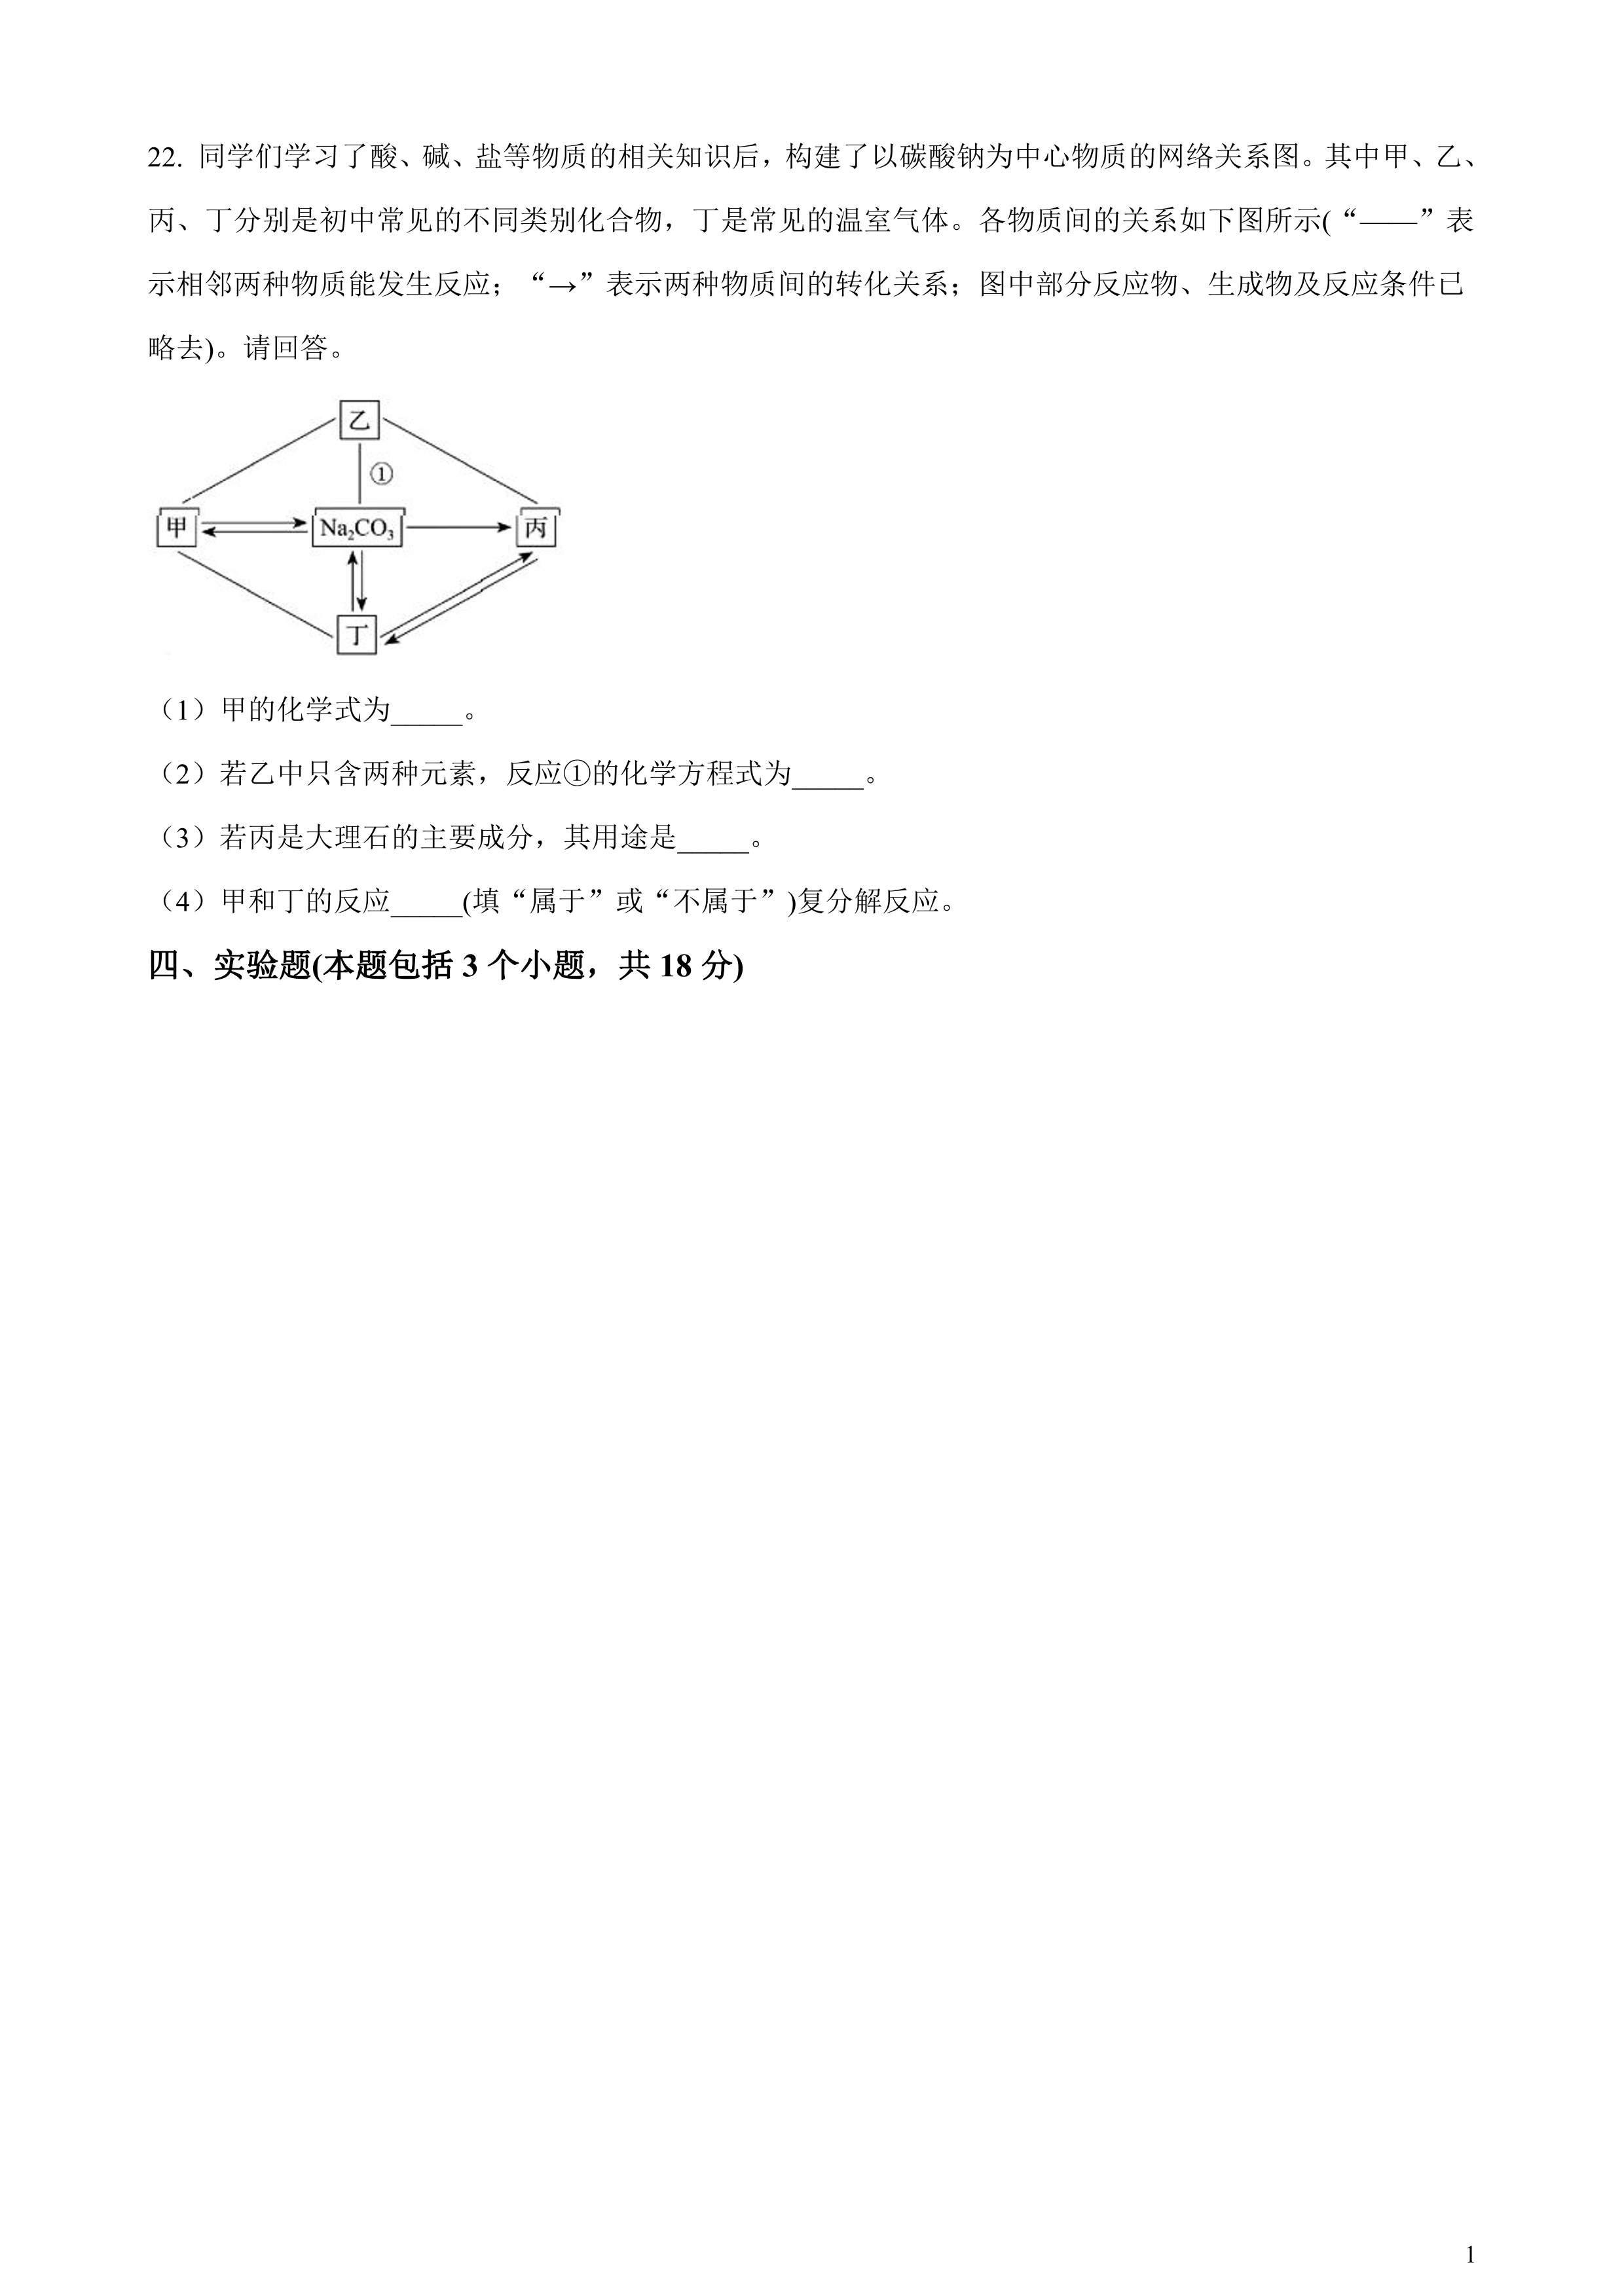 22. 同学们学习了酸、碱、盐等物质的相关知识后，构建了以碳酸钠为中心物质的网络关系图。其中甲、乙、
丙、丁分别是初中常见的不同类别化合物，丁是常见的温室气体。各物质间的关系如下图所示(“——”表
示相邻两种物质能发生反应；“→”表示两种物质间的转化关系；图中部分反应物、生成物及反应条件已
略去)。请回答。
乙
①
甲 Na₂CO₃ 丙
丁
（1）甲的化学式为_____。
（2）若乙中只含两种元素，反应①的化学方程式为_____。
（3）若丙是大理石的主要成分，其用途是_____。
（4）甲和丁的反应_____(填“属于”或“不属于”)复分解反应。
四、实验题(本题包括 3 个小题，共 18 分)
1